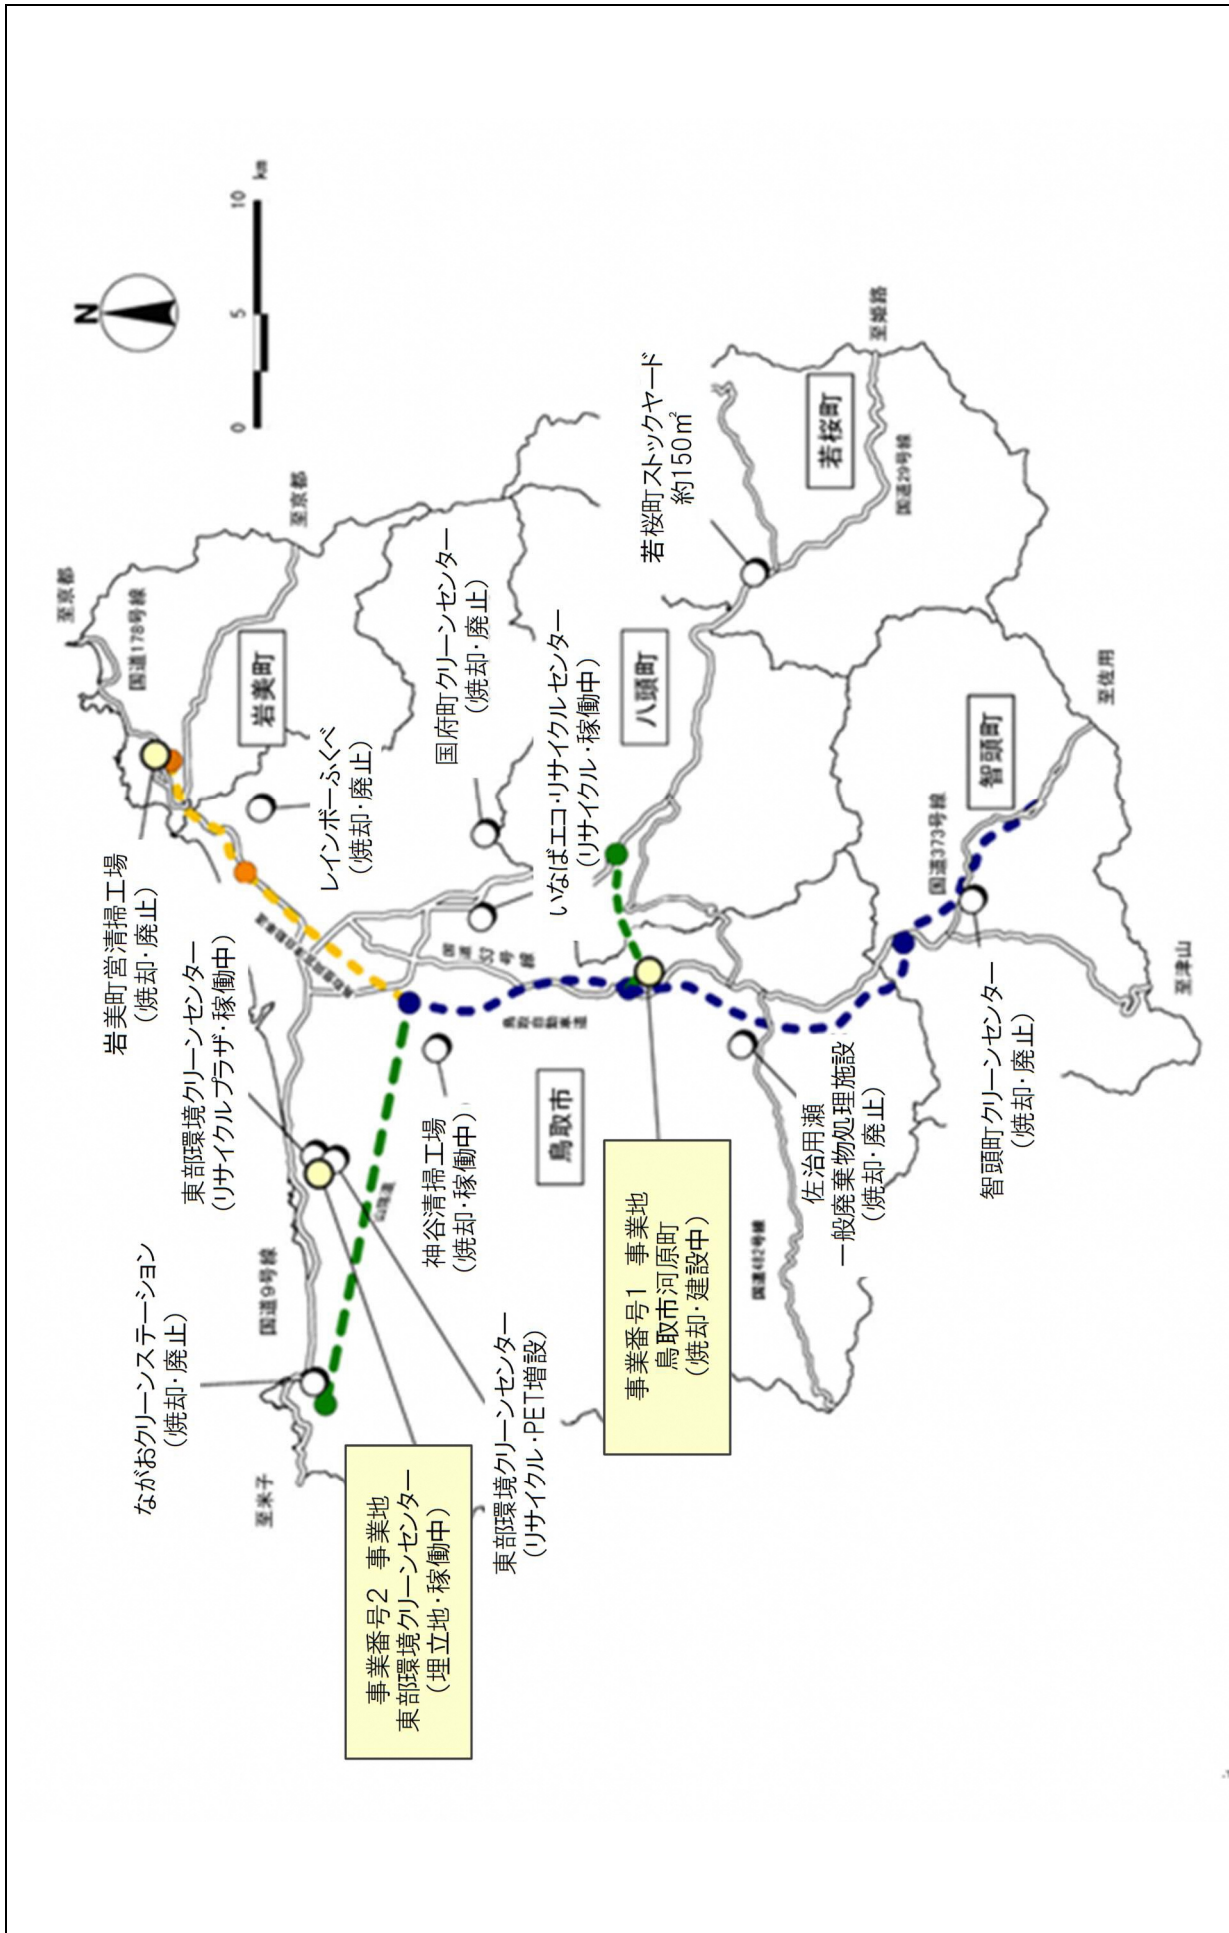 N
0 5 10 km
至京都
国道178号線
至京都
岩美町
岩美町営清掃工場
(焼却・廃止)
レインボーふくべ
(焼却・廃止)
国府町クリーンセンター
(焼却・廃止)
東部環境クリーンセンター
(リサイクルプラザ・稼働中)
ながおクリーンステーション
(焼却・廃止)
国道9号線
至米子
国道53号線
鳥取自動車道
山陰道
神谷清掃工場
(焼却・稼働中)
鳥取市
いなばエコ・リサイクルセンター
(リサイクル・稼働中)
八頭町
若桜町ストックヤード
約150㎡
若桜町
至姫路
国道29号線
事業番号2 事業地
東部環境クリーンセンター
(埋立地・稼働中)
東部環境クリーンセンター
(リサイクル・PET増設)
事業番号1 事業地
鳥取市河原町
(焼却・建設中)
国道482号線
佐治用瀬
一般廃棄物処理施設
(焼却・廃止)
国道373号線
智頭町
至佐用
智頭町クリーンセンター
(焼却・廃止)
至津山